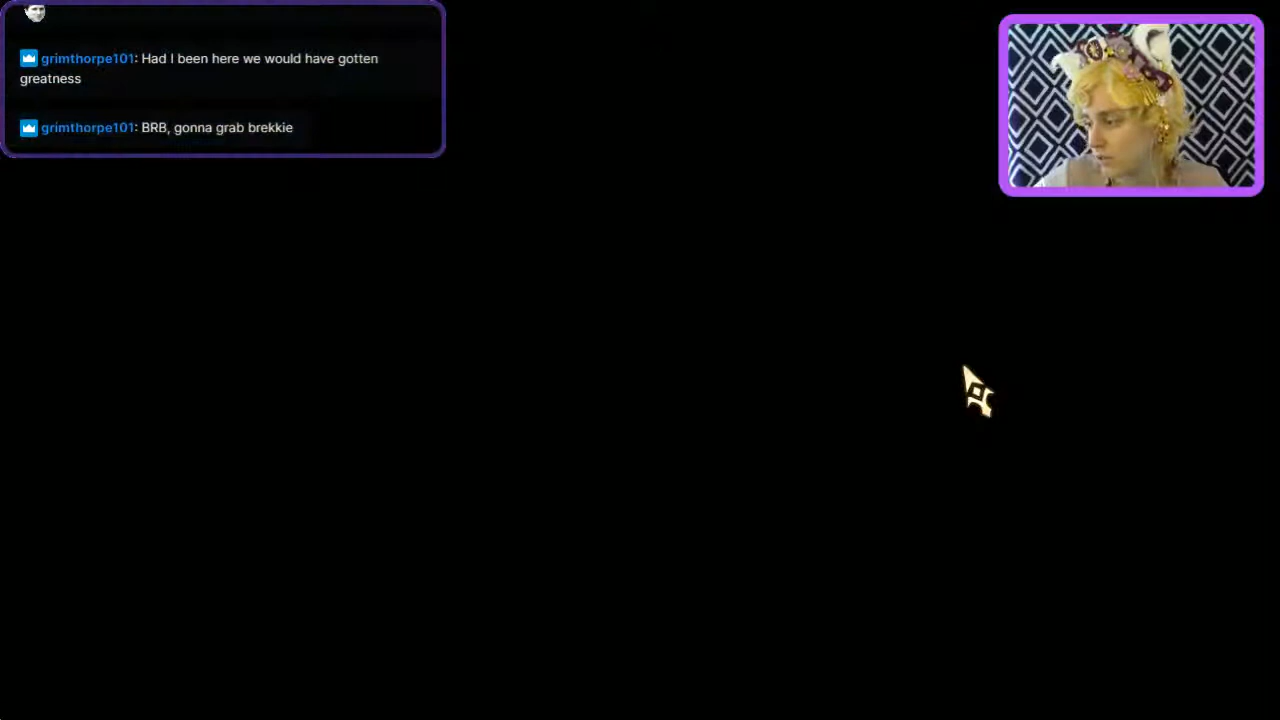 grimthorpe101: Had I been here we would have gotten
greatness
grimthorpe101: BRB, gonna grab brekkie